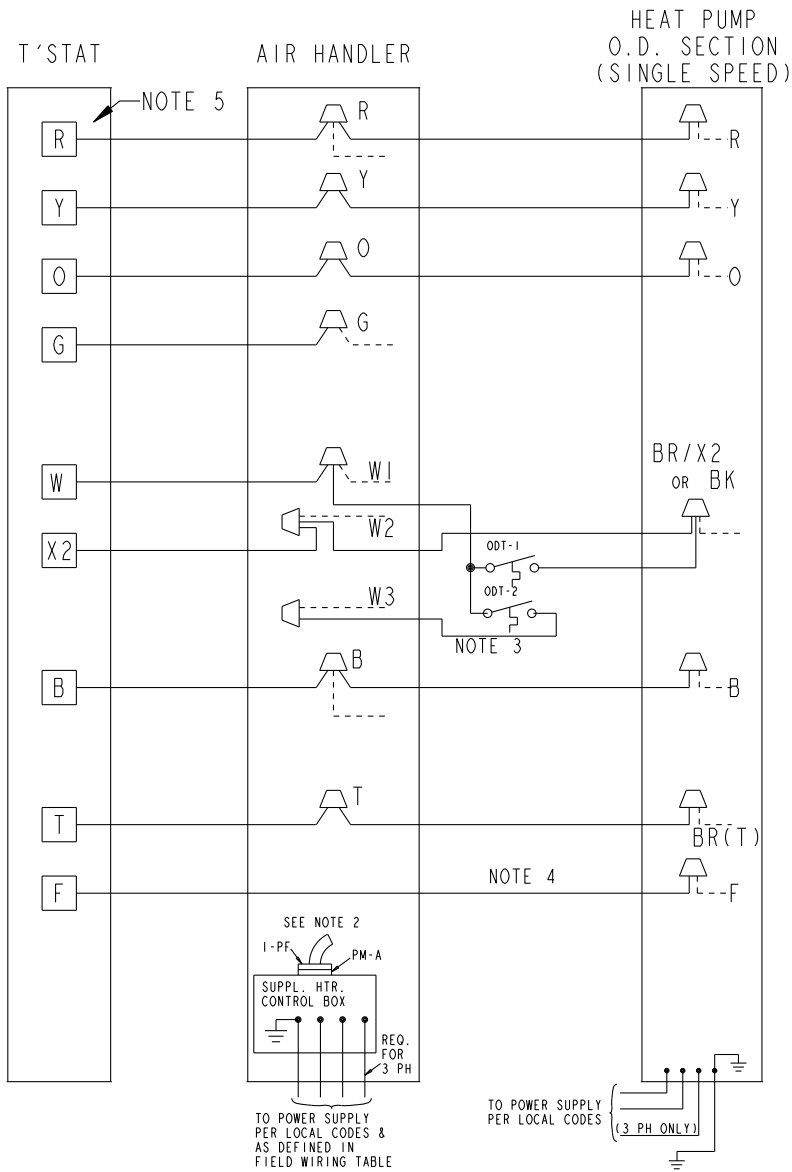 HEAT PUMP
O.D. SECTION
(SINGLE SPEED)
T'STAT
AIR HANDLER
NOTE 5
R
R
R
Y
Y
Y
O
O
O
G
G
W
W1
BR/X2
OR BK
W2
X2
ODT-1
ODT-2
W3
NOTE 3
B
B
B
T
T
BR(T)
F
NOTE 4
F
SEE NOTE 2
1-PF
PM-A
SUPPL. HTR.
CONTROL BOX
REQ.
FOR
3 PH
TO POWER SUPPLY
PER LOCAL CODES &
AS DEFINED IN
FIELD WIRING TABLE
TO POWER SUPPLY
PER LOCAL CODES
(3 PH ONLY)